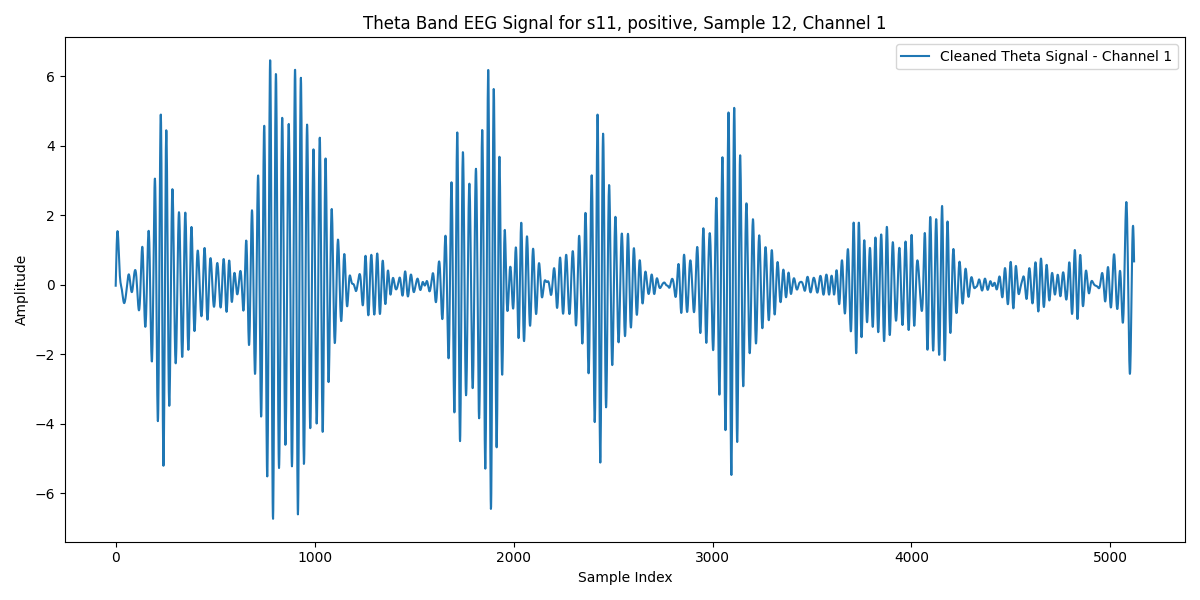 Theta Band EEG Signal for s11, positive, Sample 12, Channel 1
Cleaned Theta Signal - Channel 1
Amplitude
6
4
2
0
−2
−4
−6
0 1000 2000 3000 4000 5000
Sample Index